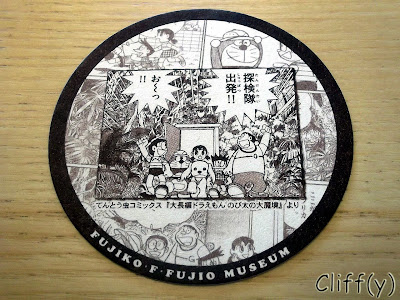 探検隊
出発!!
お〜っ
!!
てんとう虫コミックス『大長編ドラえもん のび太の大魔境』より
FUJIKO・F・FUJIO MUSEUM
Cliff(y)